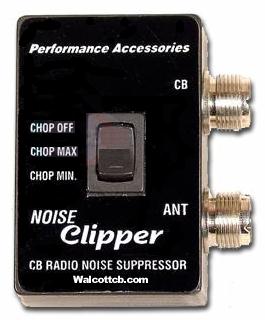 Performance Accessories
CB
CHOP OFF
CHOP MAX
CHOP MIN.
NOISE
Clipper
ANT
CB RADIO NOISE SUPPRESSOR
Walcottcb.com